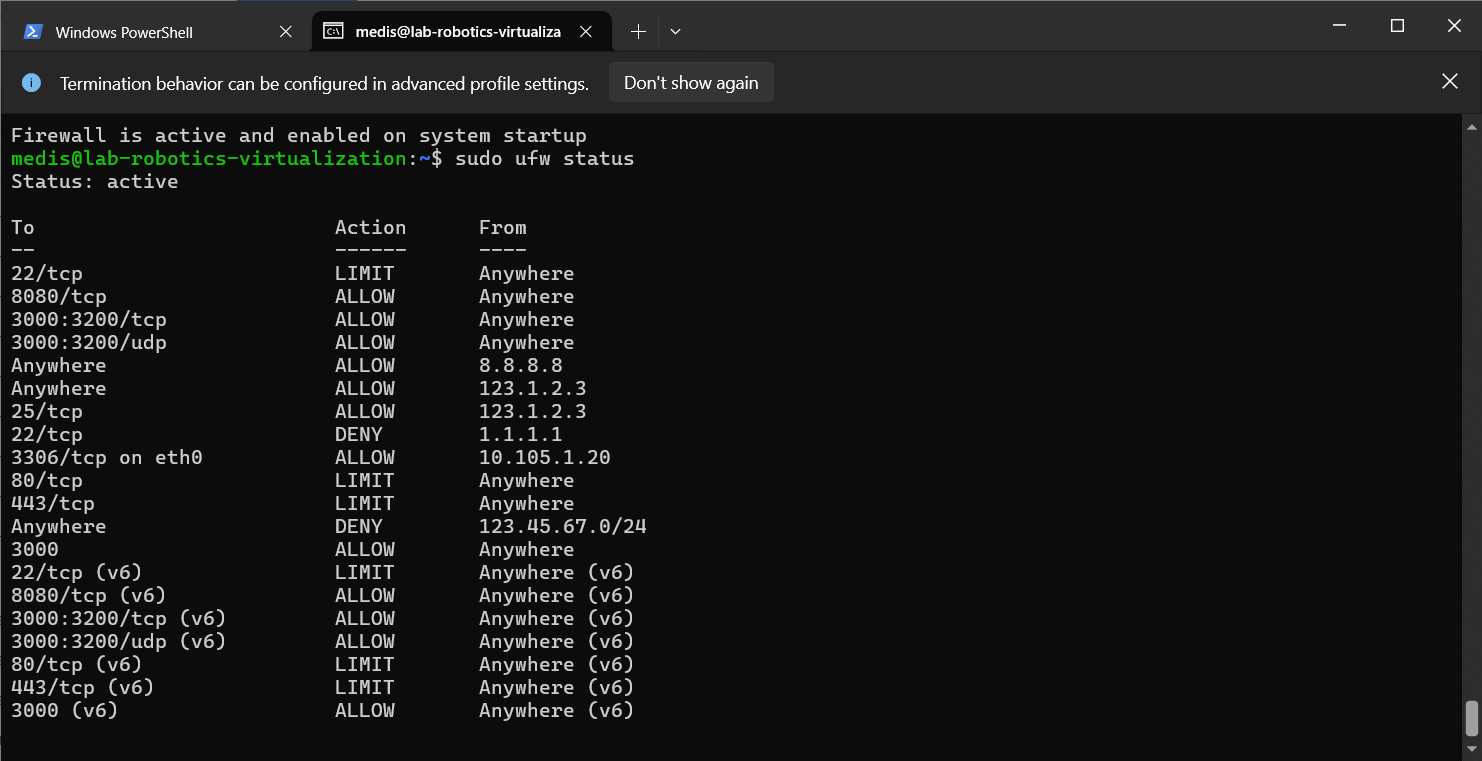 Windows PowerShell
medis@lab-robotics-virtualiza
Termination behavior can be configured in advanced profile settings. Don't show again
Firewall is active and enabled on system startup
medis@lab-robotics-virtualization:~$ sudo ufw status
Status: active
To Action From
-- ------ ----
22/tcp LIMIT Anywhere
8080/tcp ALLOW Anywhere
3000:3200/tcp ALLOW Anywhere
3000:3200/udp ALLOW Anywhere
Anywhere ALLOW 8.8.8.8
Anywhere ALLOW 123.1.2.3
25/tcp ALLOW 123.1.2.3
22/tcp DENY 1.1.1.1
3306/tcp on eth0 ALLOW 10.105.1.20
80/tcp LIMIT Anywhere
443/tcp LIMIT Anywhere
Anywhere DENY 123.45.67.0/24
3000 ALLOW Anywhere
22/tcp (v6) LIMIT Anywhere (v6)
8080/tcp (v6) ALLOW Anywhere (v6)
3000:3200/tcp (v6) ALLOW Anywhere (v6)
3000:3200/udp (v6) ALLOW Anywhere (v6)
80/tcp (v6) LIMIT Anywhere (v6)
443/tcp (v6) LIMIT Anywhere (v6)
3000 (v6) ALLOW Anywhere (v6)